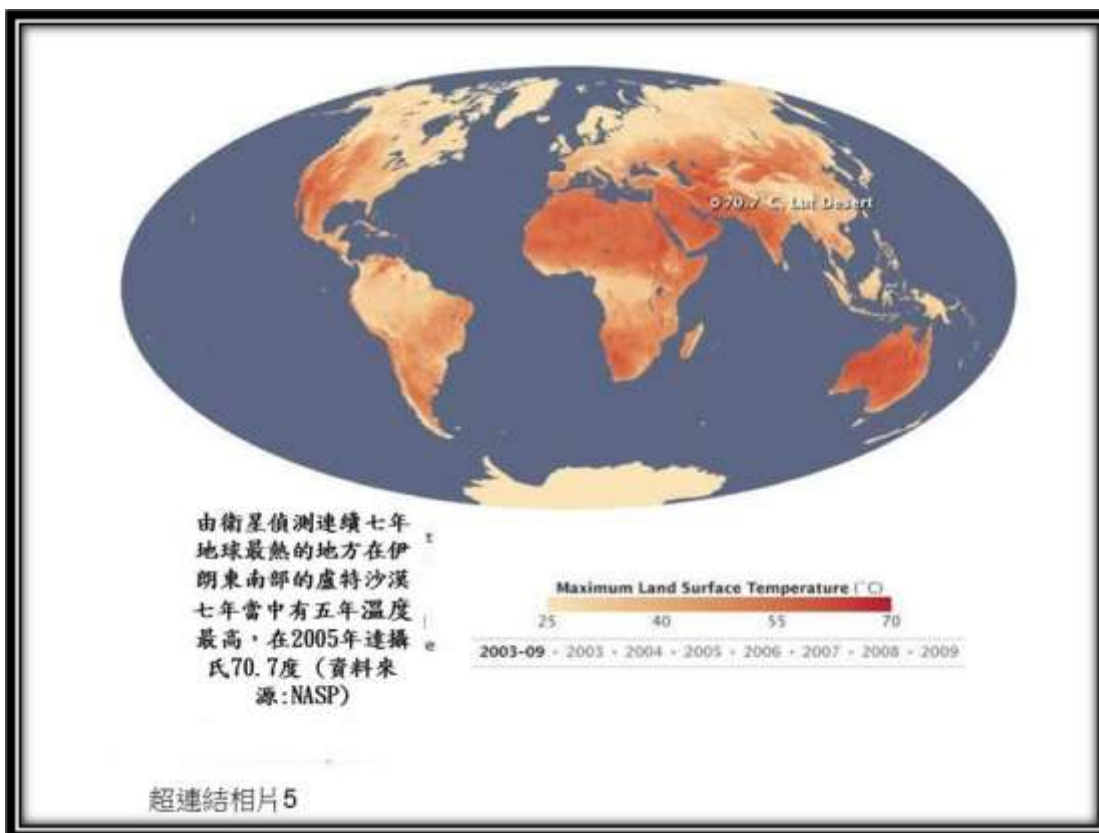 70.7°C, Lut Desert
由衛星偵測連續七年
地球最熱的地方在伊
朗東南部的盧特沙漠
七年當中有五年溫度
最高，在2005年達攝
氏70.7度 (資料來
源:NASP)
t
l
e
Maximum Land Surface Temperature (°C)
25 40 55 70
2003-09 • 2003 • 2004 • 2005 • 2006 • 2007 • 2008 • 2009
超連結相片5